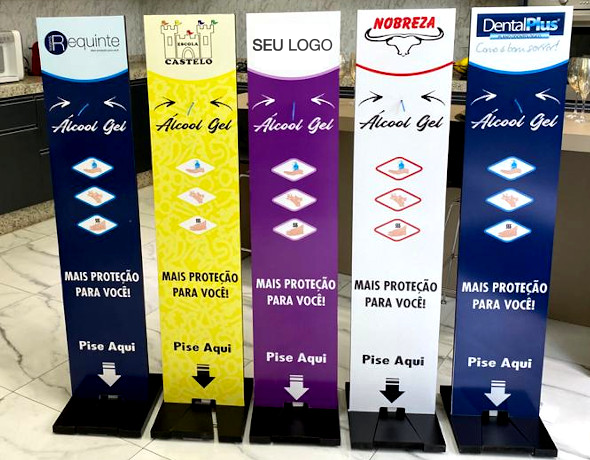 Requinte
Álcool Gel
MAIS PROTEÇÃO
PARA VOCÊ!
Pise Aqui
ESCOLA
CASTELO
Álcool Gel
MAIS PROTEÇÃO
PARA VOCÊ!
Pise Aqui
SEU LOGO
Álcool Gel
MAIS PROTEÇÃO
PARA VOCÊ!
Pise Aqui
NOBREZA
Álcool Gel
MAIS PROTEÇÃO
PARA VOCÊ!
Pise Aqui
DentalPlus
Como é bom sorrir!
Álcool Gel
MAIS PROTEÇÃO
PARA VOCÊ!
Pise Aqui